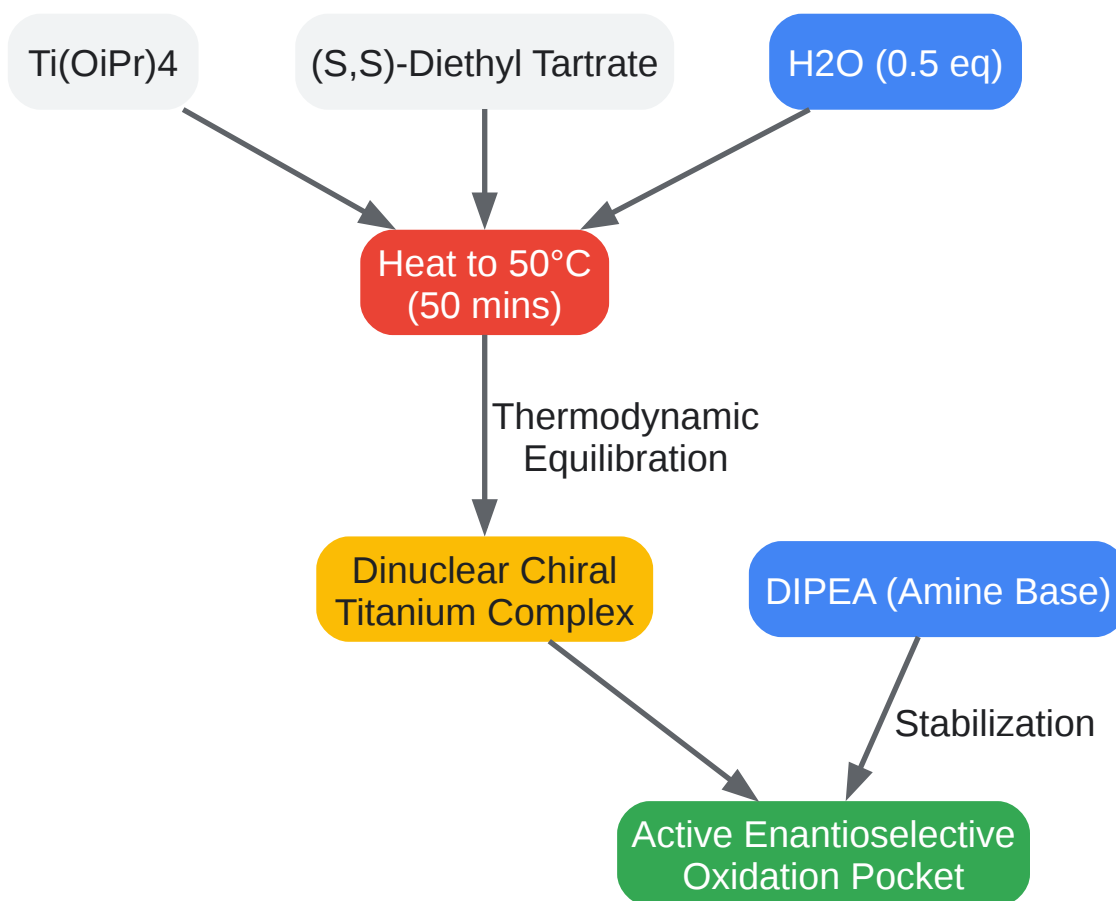 Ti(OiPr)4
(S,S)-Diethyl Tartrate
H2O (0.5 eq)
Heat to 50°C
(50 mins)
Thermodynamic
Equilibration
Dinuclear Chiral
Titanium Complex
DIPEA (Amine Base)
Stabilization
Active Enantioselective
Oxidation Pocket